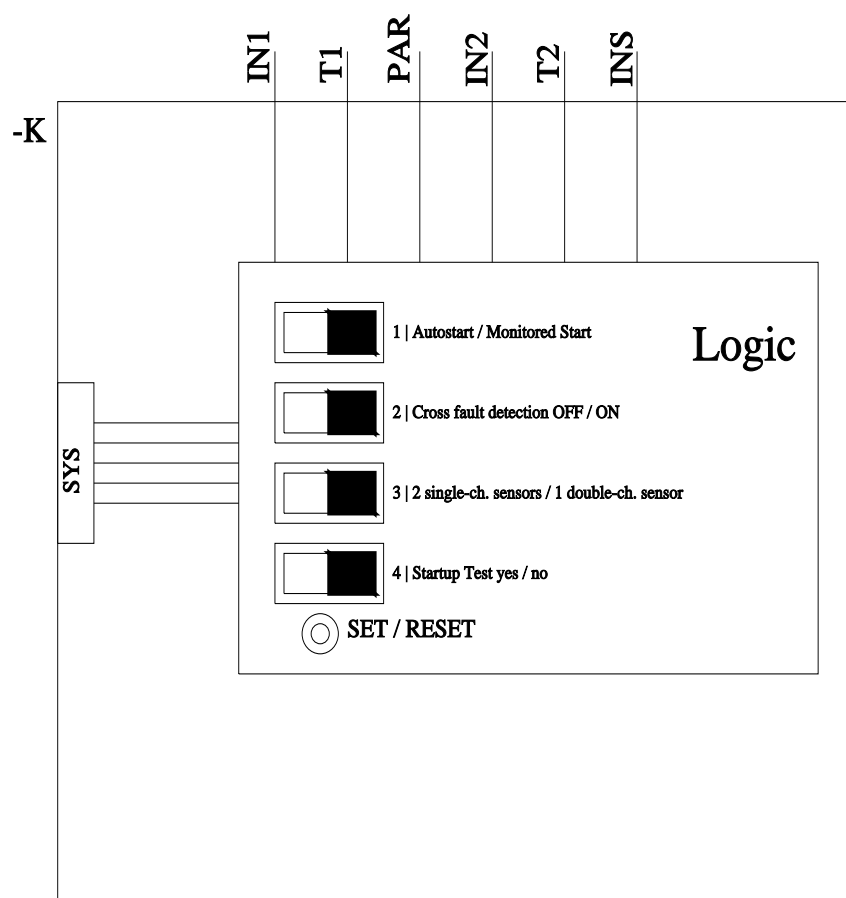 IN1
T1
PAR
IN2
T2
INS
-K
1 | Autostart / Monitored Start
Logic
2 | Cross fault detection OFF / ON
SYS
3 | 2 single-ch. sensors / 1 double-ch. sensor
4 | Startup Test yes / no
SET / RESET